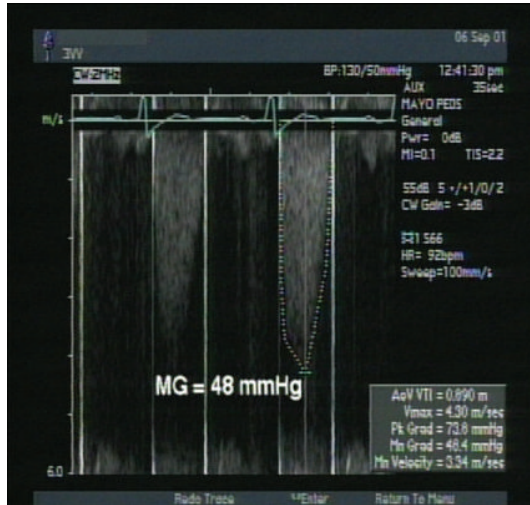 06 Sep 01
3VV
CW:2MHz
BP:130/50mmHg 12:41:30 pm
AUX 35sec
MAYO PEDS
General
Pwr= 0dB
MI=0.1 TIS=2.2
55dB 5 +/+1/0/2
CW Gain= -3dB
HR= 92bpm
Sweep=100mm/s
m/s
MG = 48 mmHg
AoV VTI = 0.890 m
Vmax = 4.30 m/sec
Pk Grad = 73.8 mmHg
Mn Grad = 48.4 mmHg
Mn Velocity = 3.34 m/sec
6.0
Redo Trace Enter Return To Menu